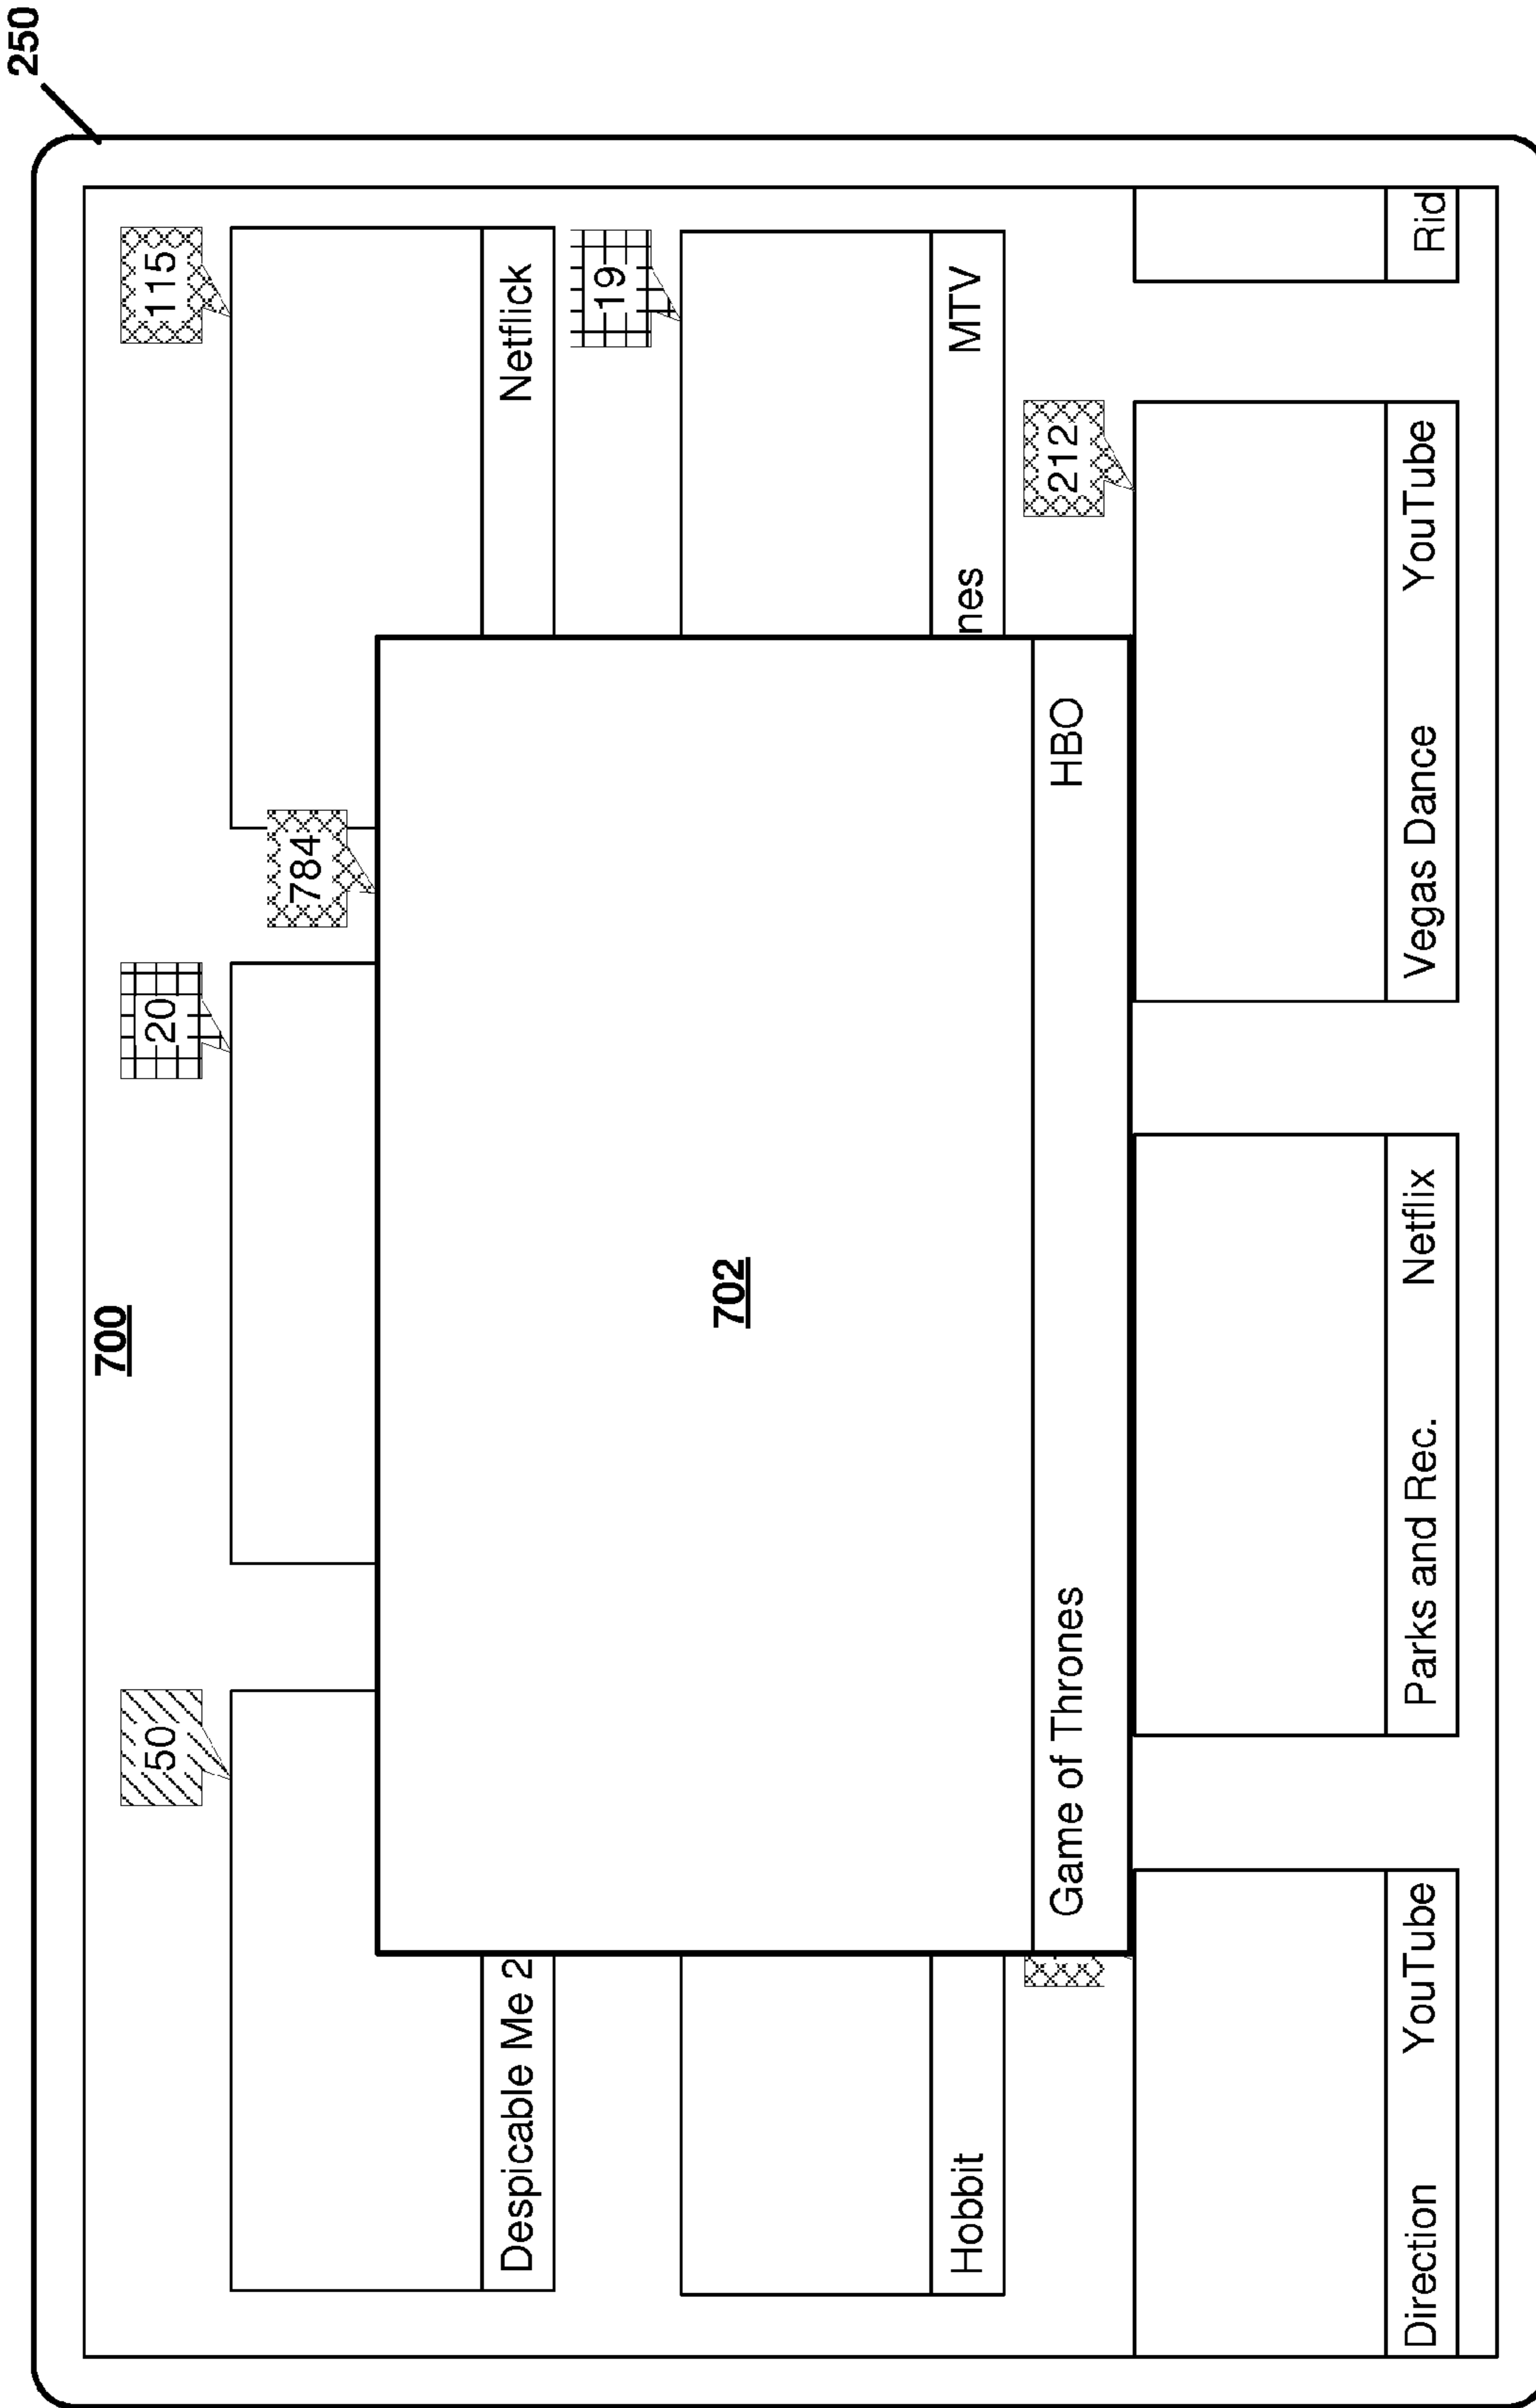 250
700
50
20
115
784
Despicable Me 2
Netflick
19
702
Hobbit
nes
MTV
Game of Thrones
HBO
212
Direction
YouTube
Parks and Rec.
Netflix
Vegas Dance
YouTube
Rid